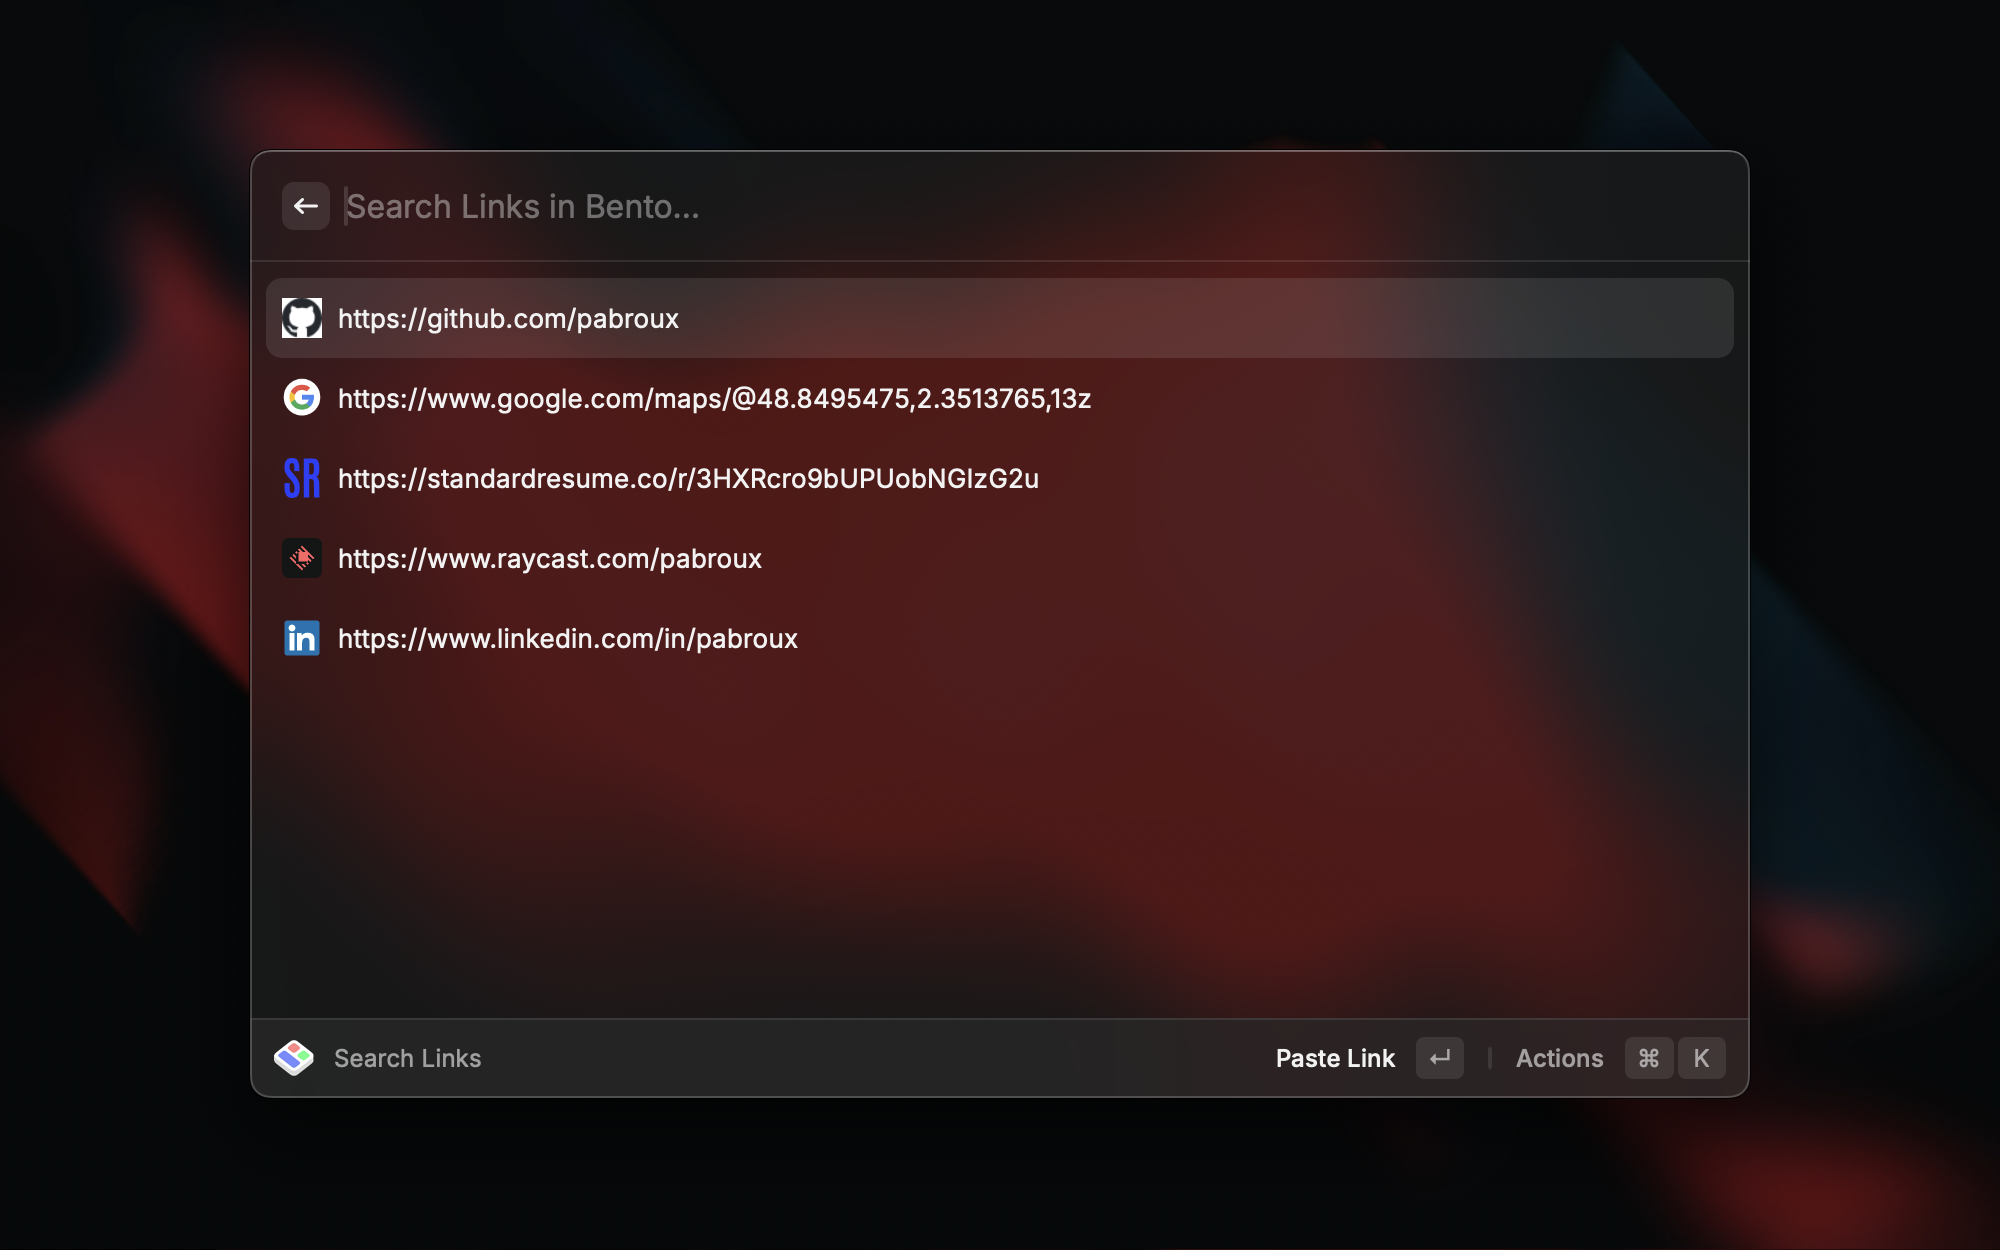 Search Links in Bento...
https://github.com/pabroux
https://www.google.com/maps/@48.8495475,2.3513765,13z
SR https://standardresume.co/r/3HXRcro9bUPUobNGIzG2u
https://www.raycast.com/pabroux
in https://www.linkedin.com/in/pabroux
Search Links Paste Link ↵ Actions ⌘ K